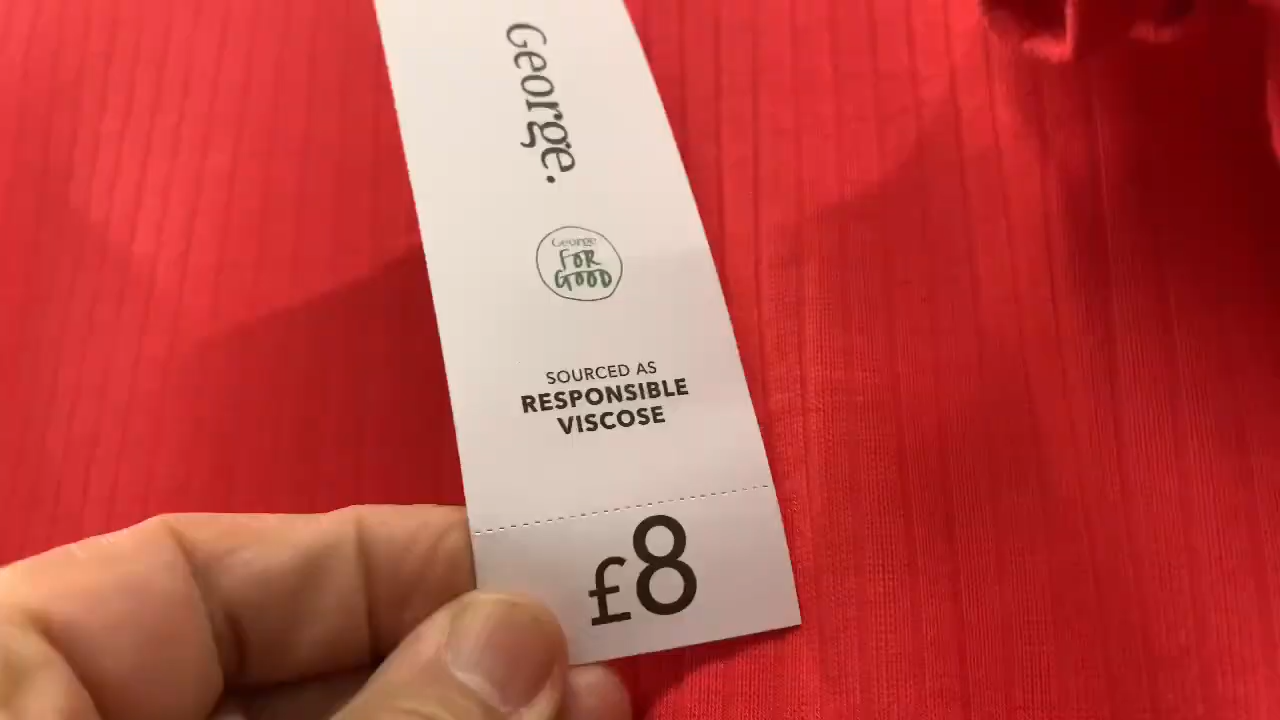 George.
George
FOR
GOOD
SOURCED AS
RESPONSIBLE
VISCOSE
£8